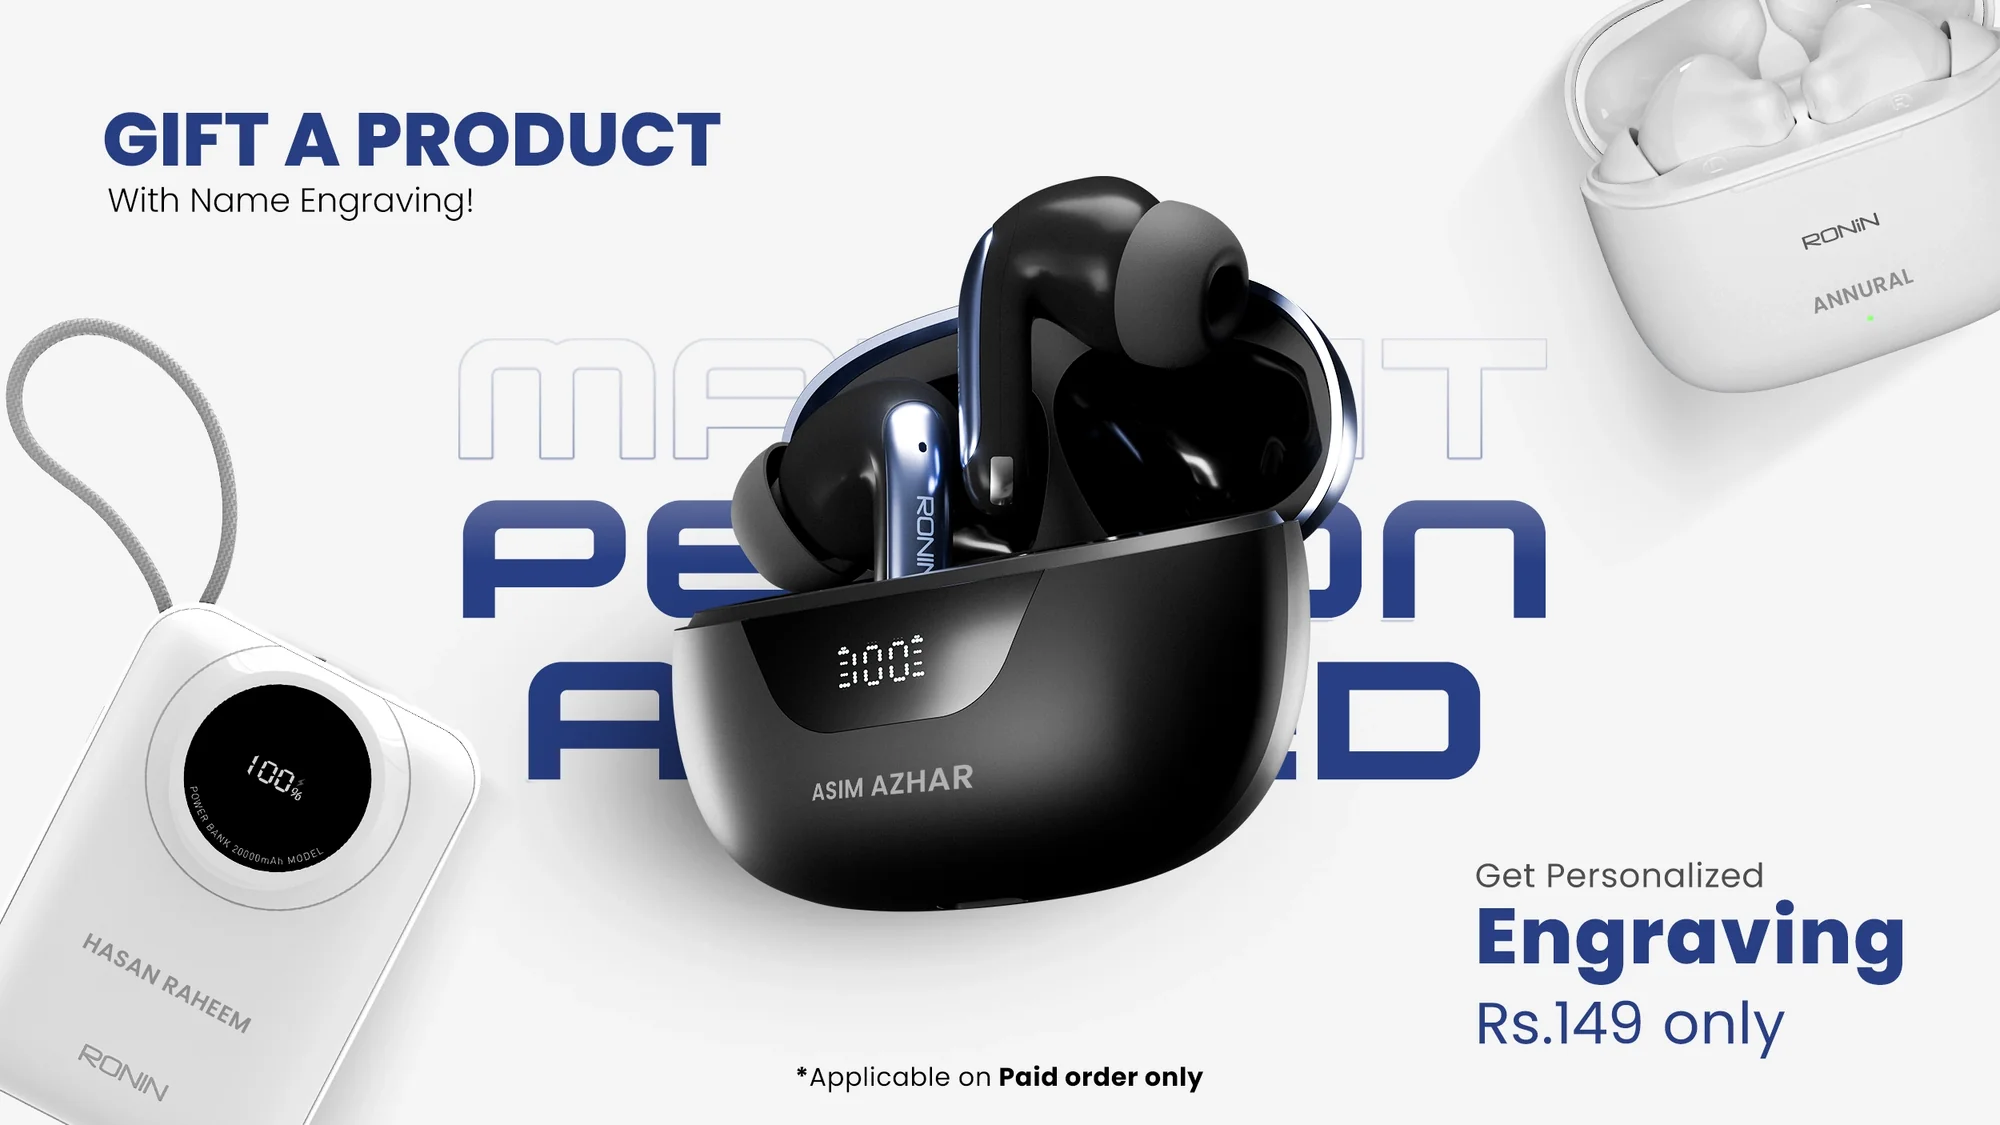 GIFT A PRODUCT
With Name Engraving!
RONiN
ANNURAL
RONIN
100
ASIM AZHAR
100%
POWER BANK 20000mAh MODEL
HASAN RAHEEM
RONIN
Get Personalized
Engraving
Rs.149 only
*Applicable on Paid order only